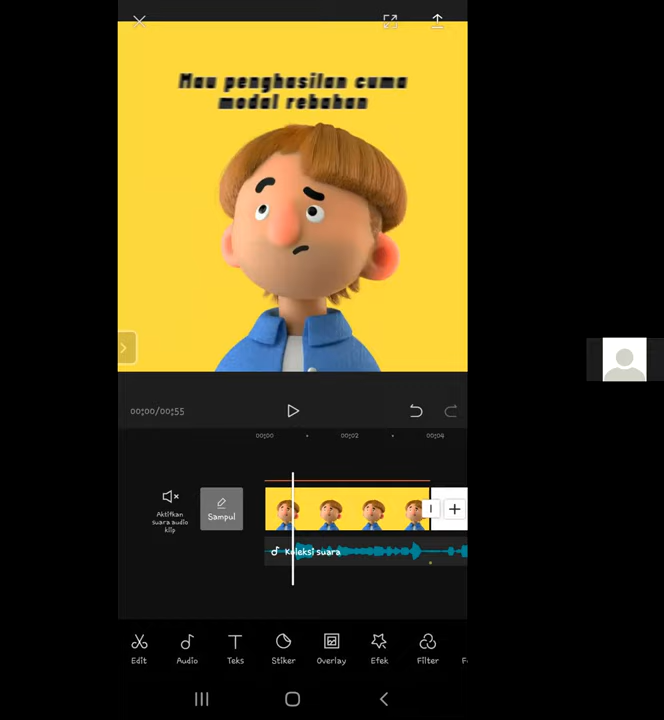 Mau penghasilan cuma
modal rebahan
00:00/00:55
00:00
00:02
00:04
Aktifkan
suara audio
klip
Sampul
Koleksi suara
Edit
Audio
Teks
Stiker
Overlay
Efek
Filter